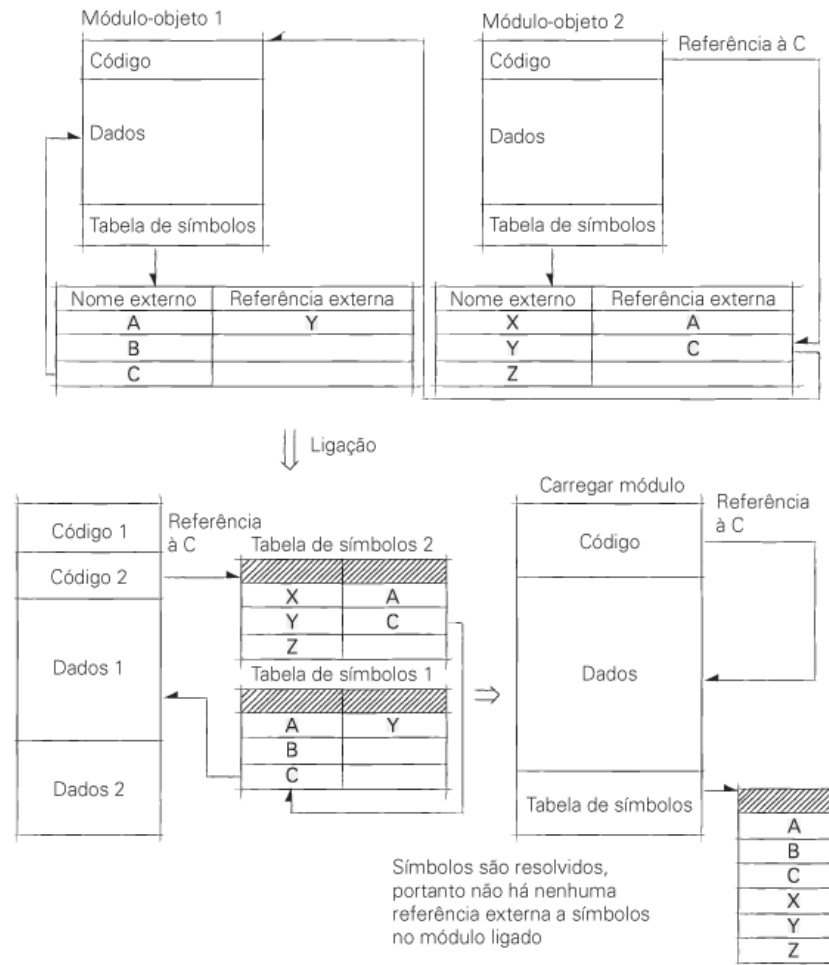 Módulo-objeto 1
Código
Dados
Tabela de símbolos
Nome externo Referência externa
A Y
B
C
Módulo-objeto 2
Referência à C
Código
Dados
Tabela de símbolos
Nome externo Referência externa
X A
Y C
Z
Ligação
Código 1
Código 2
Dados 1
Dados 2
Referência
à C
Tabela de símbolos 2
X A
Y C
Z
Tabela de símbolos 1
A Y
B
C
Carregar módulo
Referência
à C
Código
Dados
Tabela de símbolos
A
B
C
X
Y
Z
Símbolos são resolvidos,
portanto não há nenhuma
referência externa a símbolos
no módulo ligado